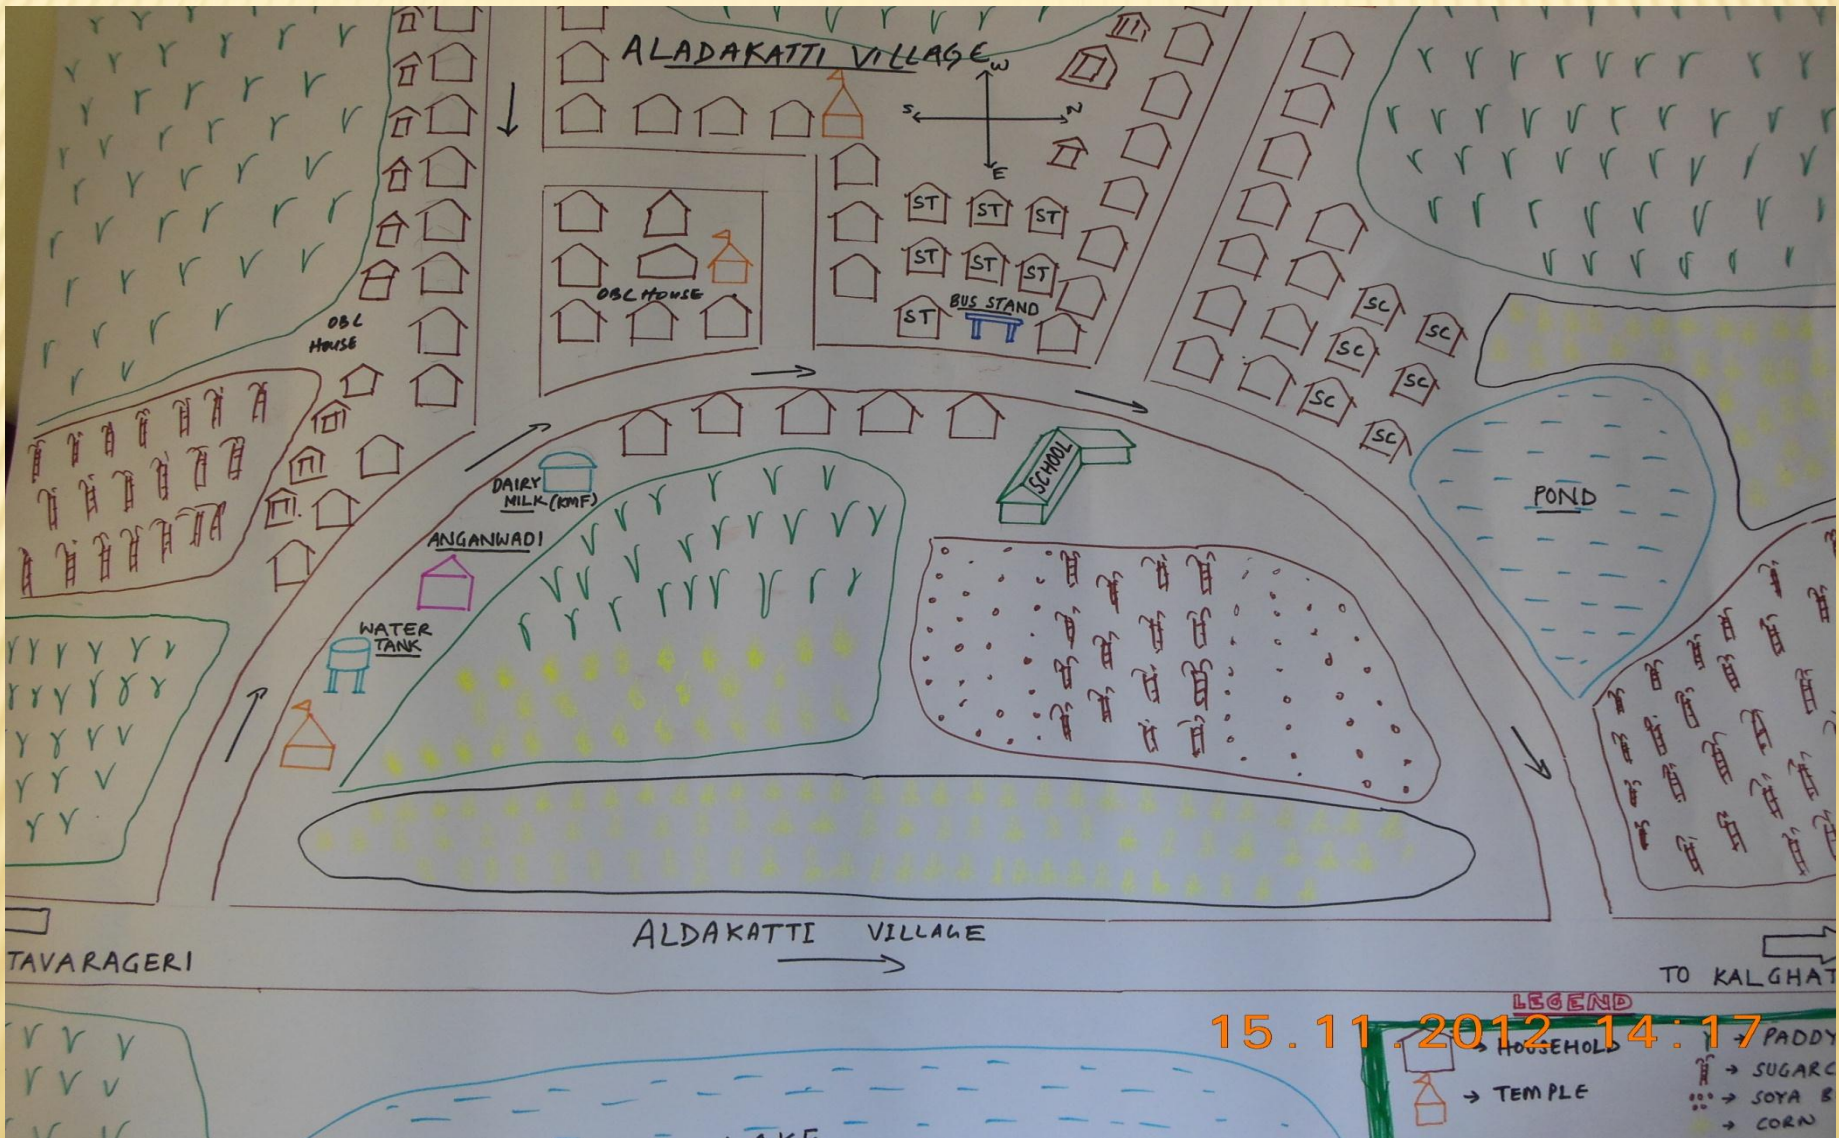 ALADAKATTI VILLAGE
W
S
N
E
ST ST ST
ST ST ST
OBC HOUSE
BUS STAND
ST
OBC
HOUSE
SC
SC
SC
SC
SC
SC
SCHOOL
DAIRY
MILK (KMF)
POND
ANGANWADI
WATER
TANK
ALDAKATTI VILLAGE
TAVARAGERI
TO KALGHAT
LEGEND
15.11.2012 14:17
→ HOUSEHOLD
→ PADDY
→ SUGARC
→ TEMPLE
→ SOYA B
→ CORN
LAKE